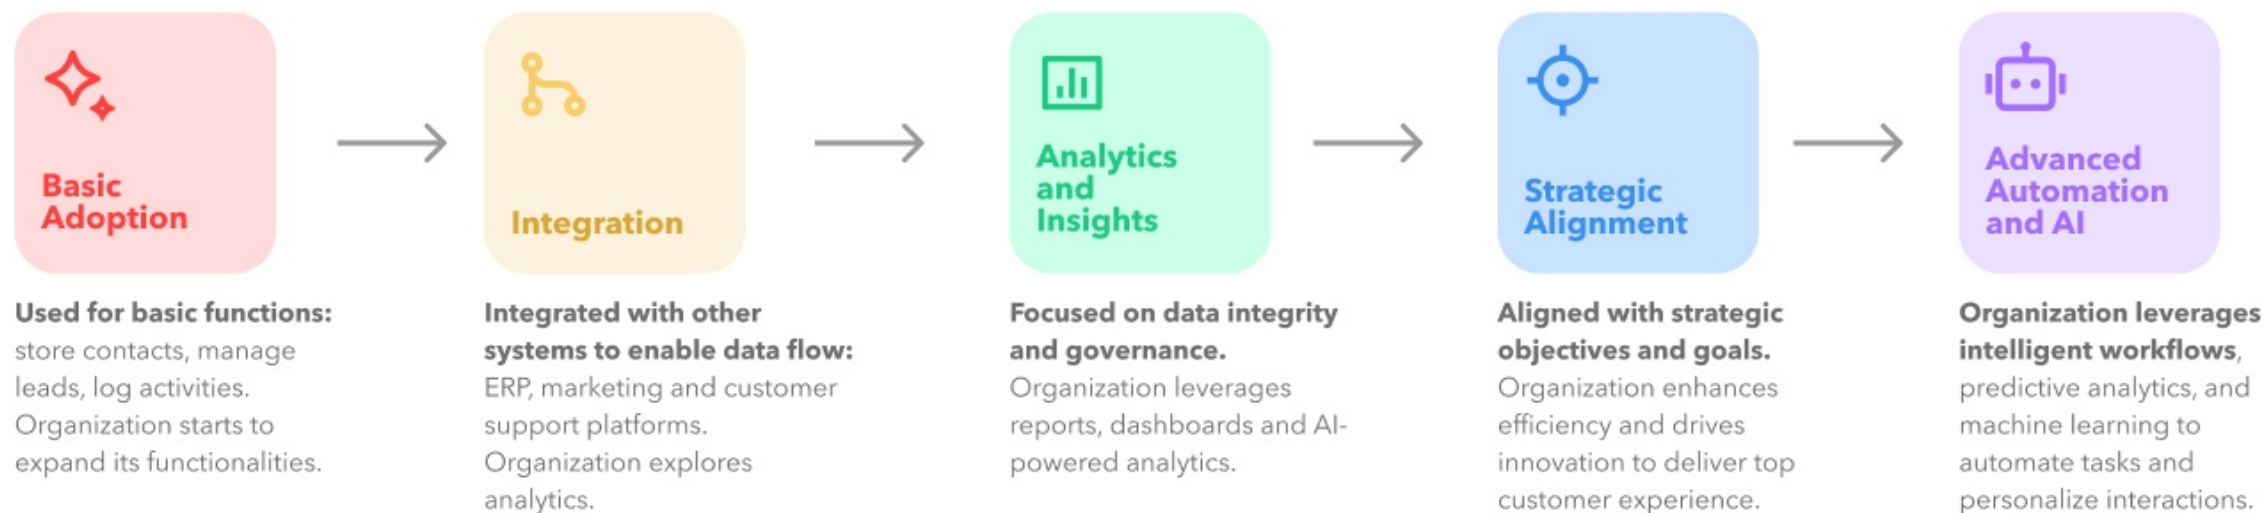 Basic
Adoption
Used for basic functions:
store contacts, manage
leads, log activities.
Organization starts to
expand its functionalities.
Integration
Integrated with other
systems to enable data flow:
ERP, marketing and customer
support platforms.
Organization explores
analytics.
Analytics
and
Insights
Focused on data integrity
and governance.
Organization leverages
reports, dashboards and AI-
powered analytics.
Strategic
Alignment
Aligned with strategic
objectives and goals.
Organization enhances
efficiency and drives
innovation to deliver top
customer experience.
Advanced
Automation
and AI
Organization leverages
intelligent workflows,
predictive analytics, and
machine learning to
automate tasks and
personalize interactions.